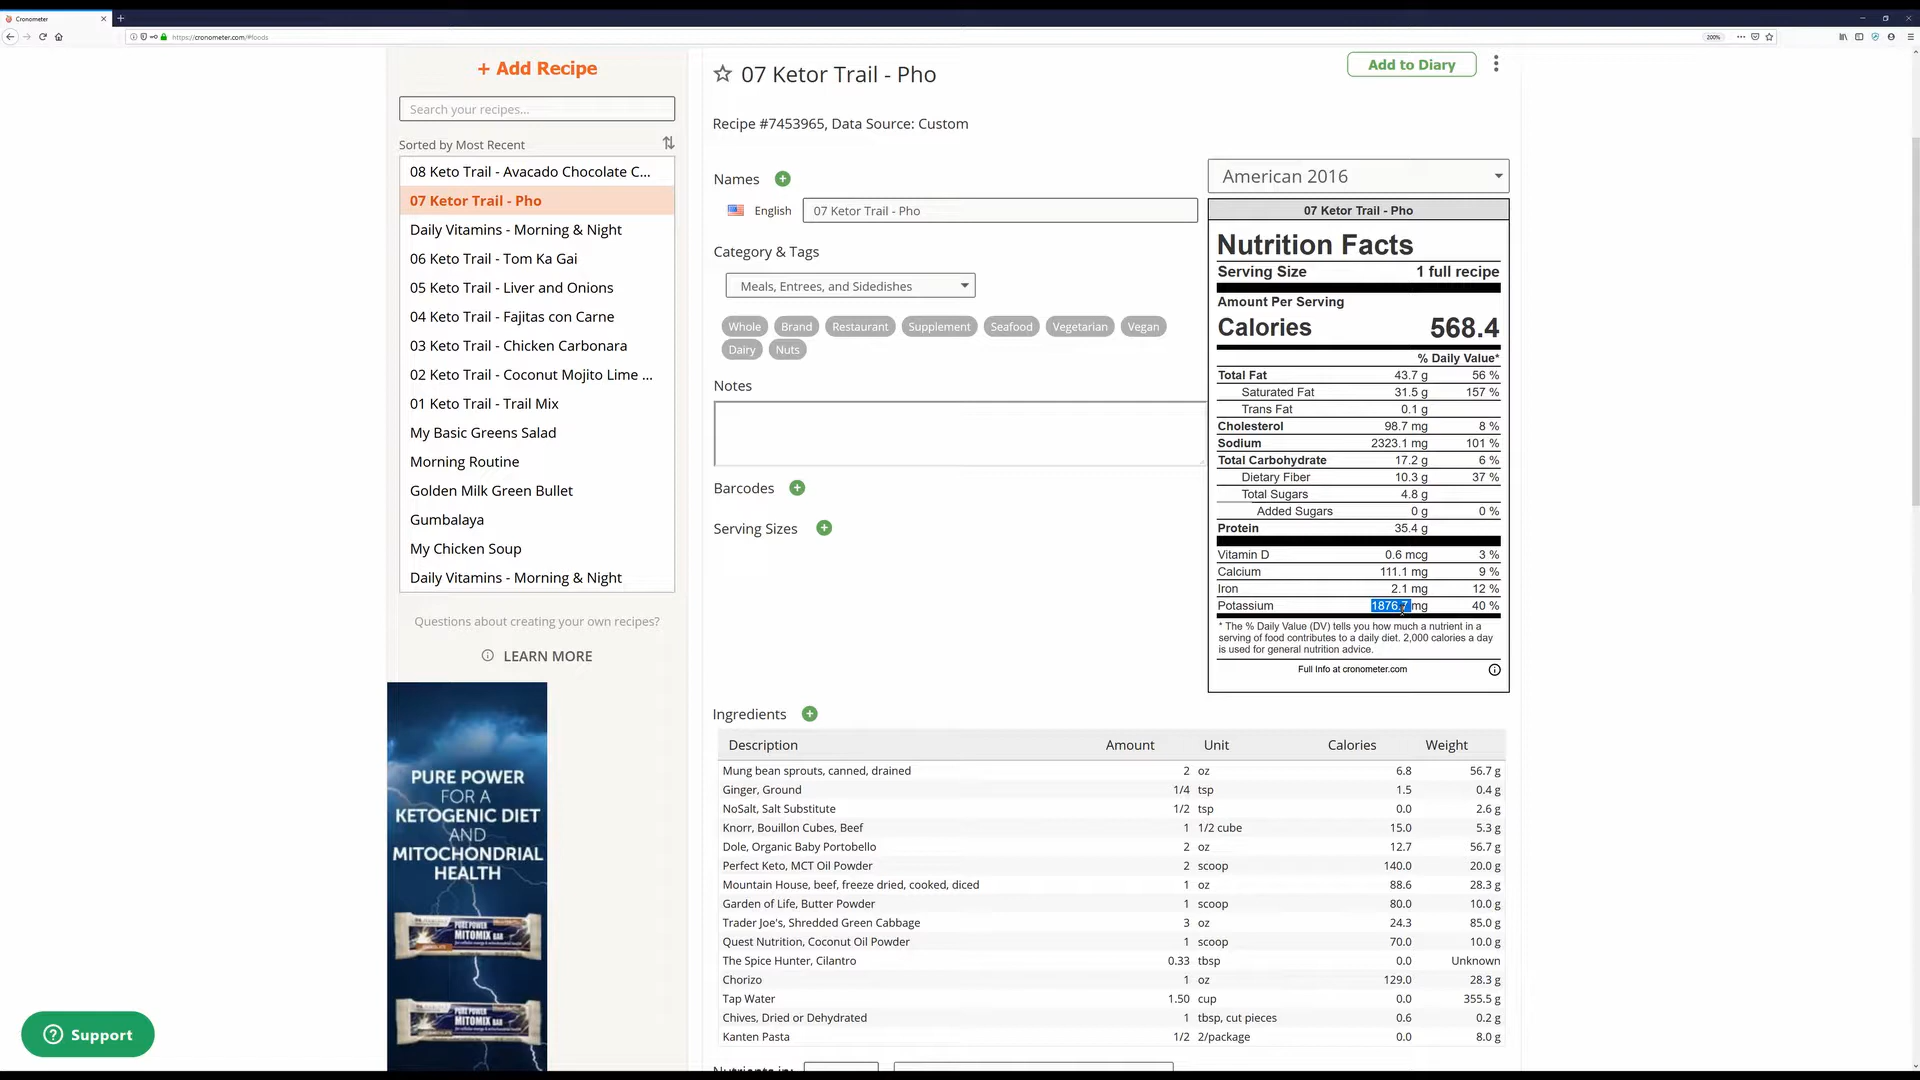 Cronometer
https://cronometer.com/#foods
200%
+ Add Recipe
Search your recipes...
Sorted by Most Recent
08 Keto Trail - Avacado Chocolate C...
07 Ketor Trail - Pho
Daily Vitamins - Morning & Night
06 Keto Trail - Tom Ka Gai
05 Keto Trail - Liver and Onions
04 Keto Trail - Fajitas con Carne
03 Keto Trail - Chicken Carbonara
02 Keto Trail - Coconut Mojito Lime ...
01 Keto Trail - Trail Mix
My Basic Greens Salad
Morning Routine
Golden Milk Green Bullet
Gumbalaya
My Chicken Soup
Daily Vitamins - Morning & Night
Questions about creating your own recipes?
LEARN MORE
PURE POWER
FOR A
KETOGENIC DIET
AND
MITOCHONDRIAL
HEALTH
PURE POWER
MITOMIX BAR
PURE POWER
MITOMIX BAR
Support
07 Ketor Trail - Pho
Add to Diary
Recipe #7453965, Data Source: Custom
Names
English 07 Ketor Trail - Pho
Category & Tags
Meals, Entrees, and Sidedishes
Whole Brand Restaurant Supplement Seafood Vegetarian Vegan
Dairy Nuts
Notes
Barcodes
Serving Sizes
American 2016
07 Ketor Trail - Pho
Nutrition Facts
Serving Size 1 full recipe
Amount Per Serving
Calories 568.4
% Daily Value*
Total Fat 43.7 g 56 %
Saturated Fat 31.5 g 157 %
Trans Fat 0.1 g
Cholesterol 98.7 mg 8 %
Sodium 2323.1 mg 101 %
Total Carbohydrate 17.2 g 6 %
Dietary Fiber 10.3 g 37 %
Total Sugars 4.8 g
Added Sugars 0 g 0 %
Protein 35.4 g
Vitamin D 0.6 mcg 3 %
Calcium 111.1 mg 9 %
Iron 2.1 mg 12 %
Potassium 1876.7 mg 40 %
* The % Daily Value (DV) tells you how much a nutrient in a
serving of food contributes to a daily diet. 2,000 calories a day
is used for general nutrition advice.
Full Info at cronometer.com
Ingredients
Description Amount Unit Calories Weight
Mung bean sprouts, canned, drained 2 oz 6.8 56.7 g
Ginger, Ground 1/4 tsp 1.5 0.4 g
NoSalt, Salt Substitute 1/2 tsp 0.0 2.6 g
Knorr, Bouillon Cubes, Beef 1 1/2 cube 15.0 5.3 g
Dole, Organic Baby Portobello 2 oz 12.7 56.7 g
Perfect Keto, MCT Oil Powder 2 scoop 140.0 20.0 g
Mountain House, beef, freeze dried, cooked, diced 1 oz 88.6 28.3 g
Garden of Life, Butter Powder 1 scoop 80.0 10.0 g
Trader Joe's, Shredded Green Cabbage 3 oz 24.3 85.0 g
Quest Nutrition, Coconut Oil Powder 1 scoop 70.0 10.0 g
The Spice Hunter, Cilantro 0.33 tbsp 0.0 Unknown
Chorizo 1 oz 129.0 28.3 g
Tap Water 1.50 cup 0.0 355.5 g
Chives, Dried or Dehydrated 1 tbsp, cut pieces 0.6 0.2 g
Kanten Pasta 1/2 2/package 0.0 8.0 g